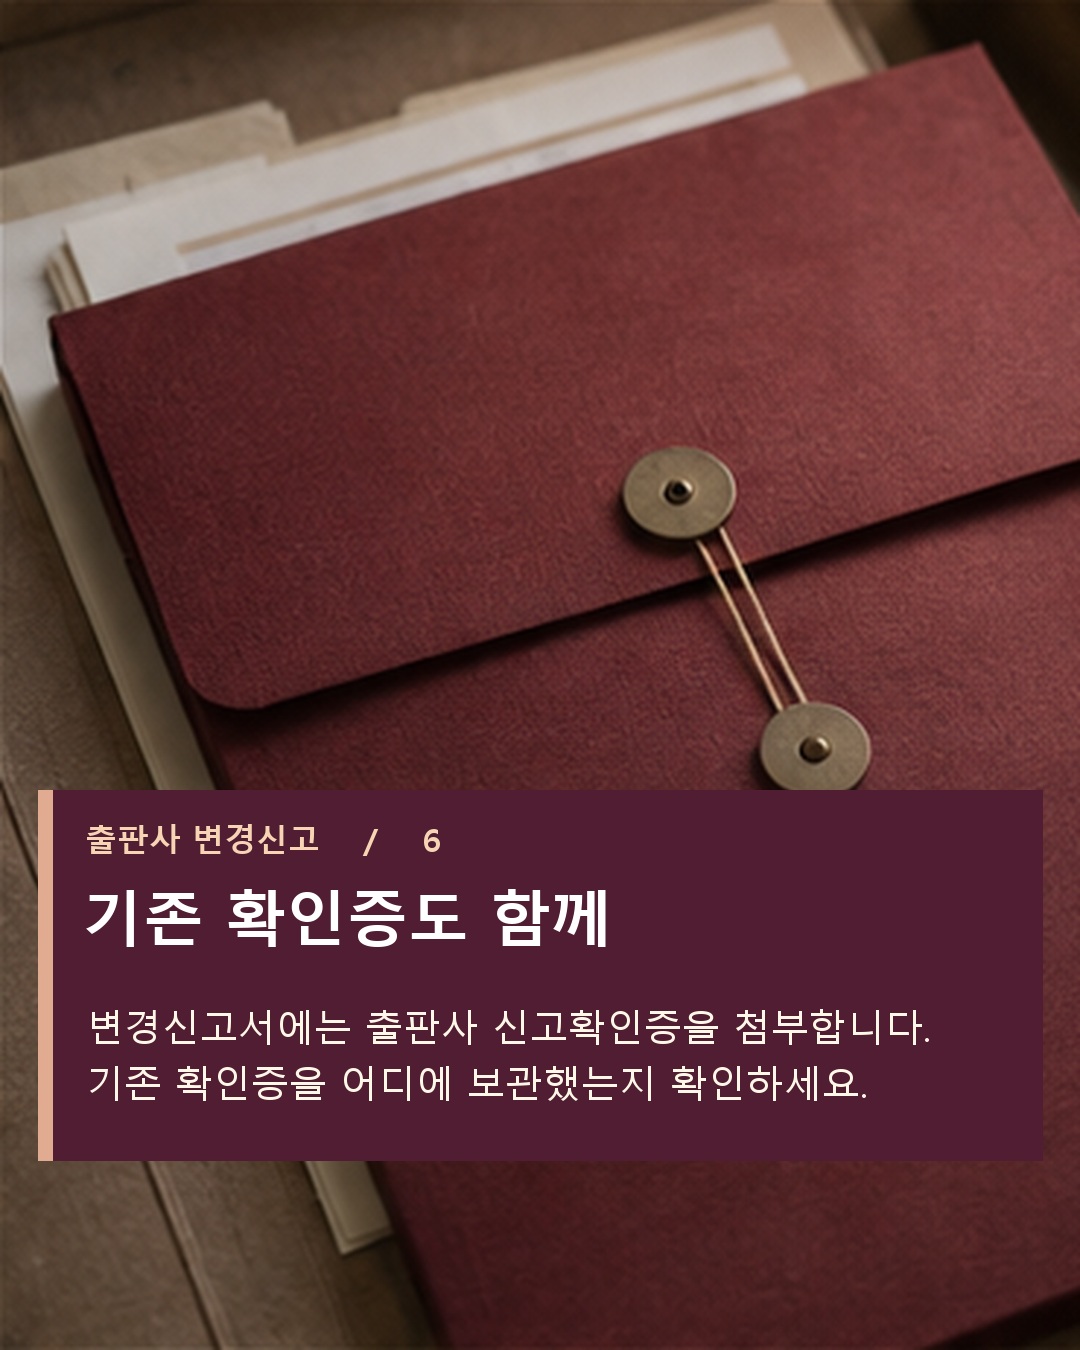 출판사 변경신고 / 6
기존 확인증도 함께
변경신고서에는 출판사 신고확인증을 첨부합니다.
기존 확인증을 어디에 보관했는지 확인하세요.